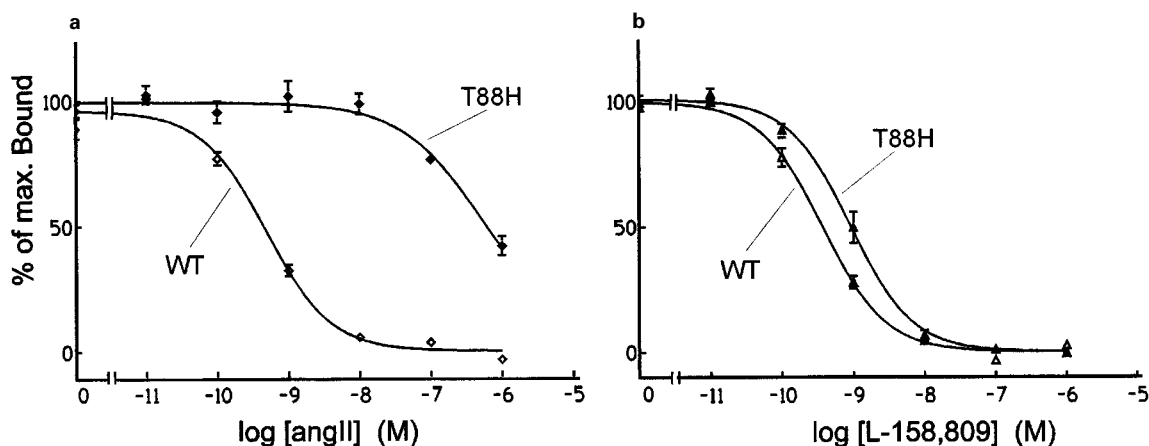 a
% of max. Bound
100
50
0
T88H
WT
0 -11 -10 -9 -8 -7 -6 -5
log [angII] (M)
b
100
50
0
T88H
WT
0 -11 -10 -9 -8 -7 -6 -5
log [L-158,809] (M)